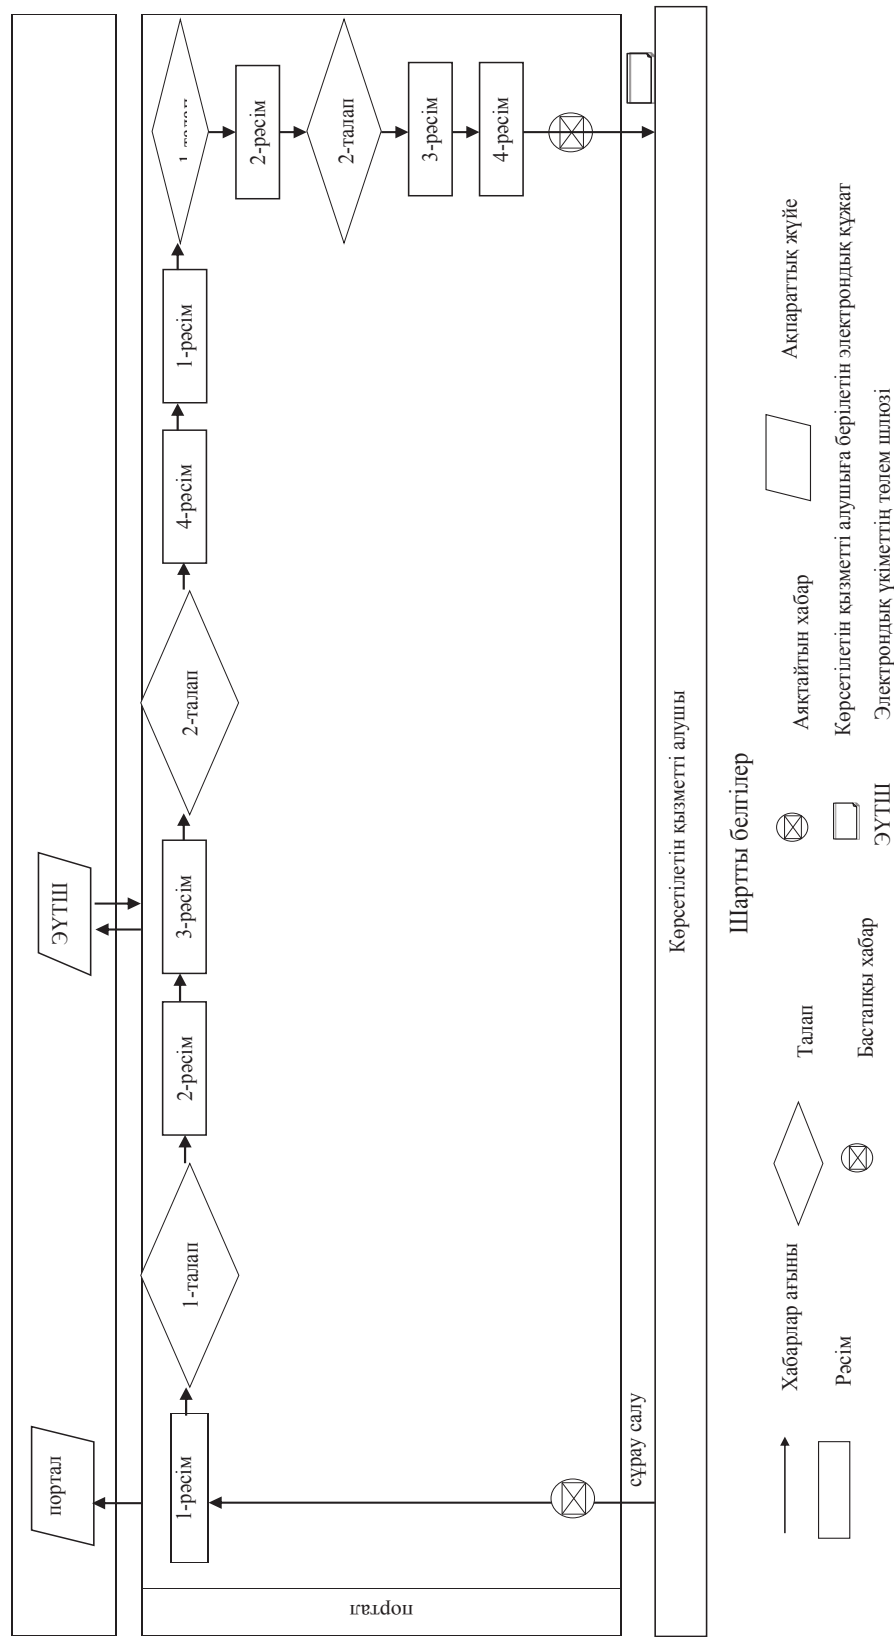 портал
ЭҮТШ
портал
1-рәсім
1-талап
2-рәсім
3-рәсім
2-талап
4-рәсім
1-рәсім
1-талап
2-рәсім
2-талап
3-рәсім
4-рәсім
сұрау салу
Көрсетілетін қызметті алушы
Шартты белгілер
Хабарлар ағыны
Талап
Аяқтайтын хабар
Ақпараттық жүйе
Рәсім
Бастапқы хабар
Көрсетілетін қызметті алушыға берілетін электрондық құжат
ЭҮТШ Электрондық үкіметтің төлем шлюзі